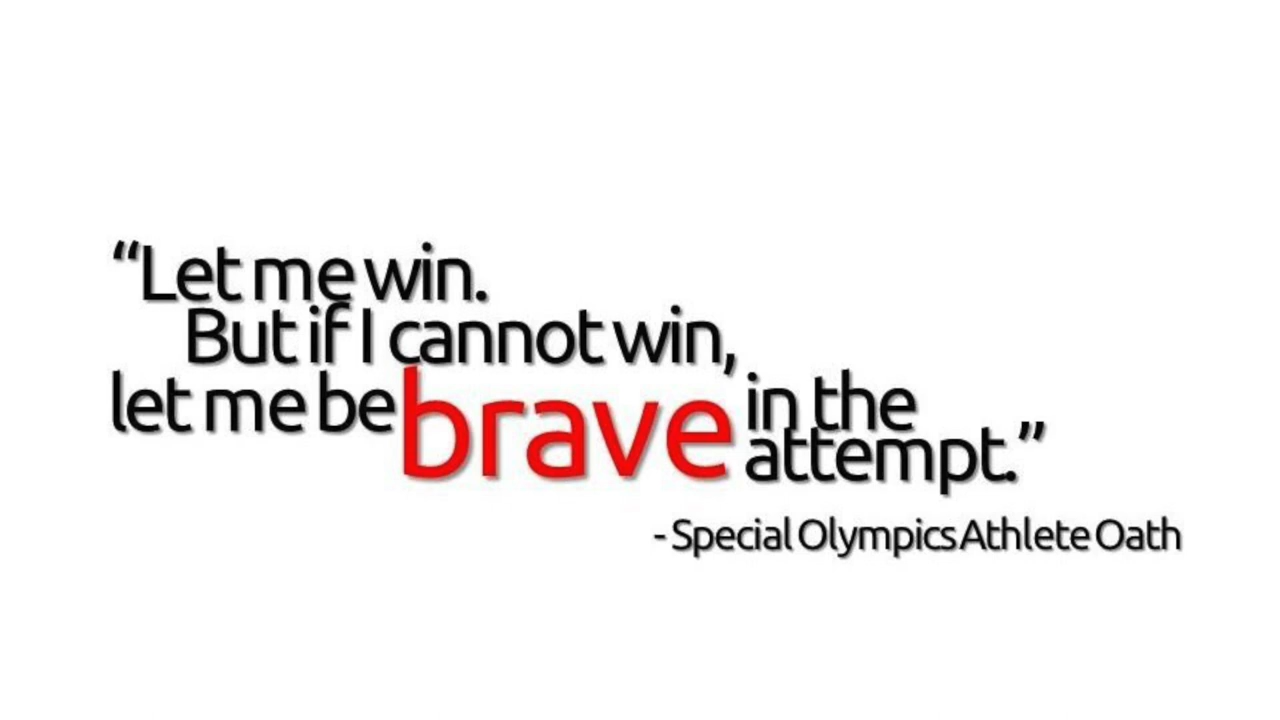 “Let me win.
But if I cannot win,
let me be brave in the
attempt.”
- Special Olympics Athlete Oath